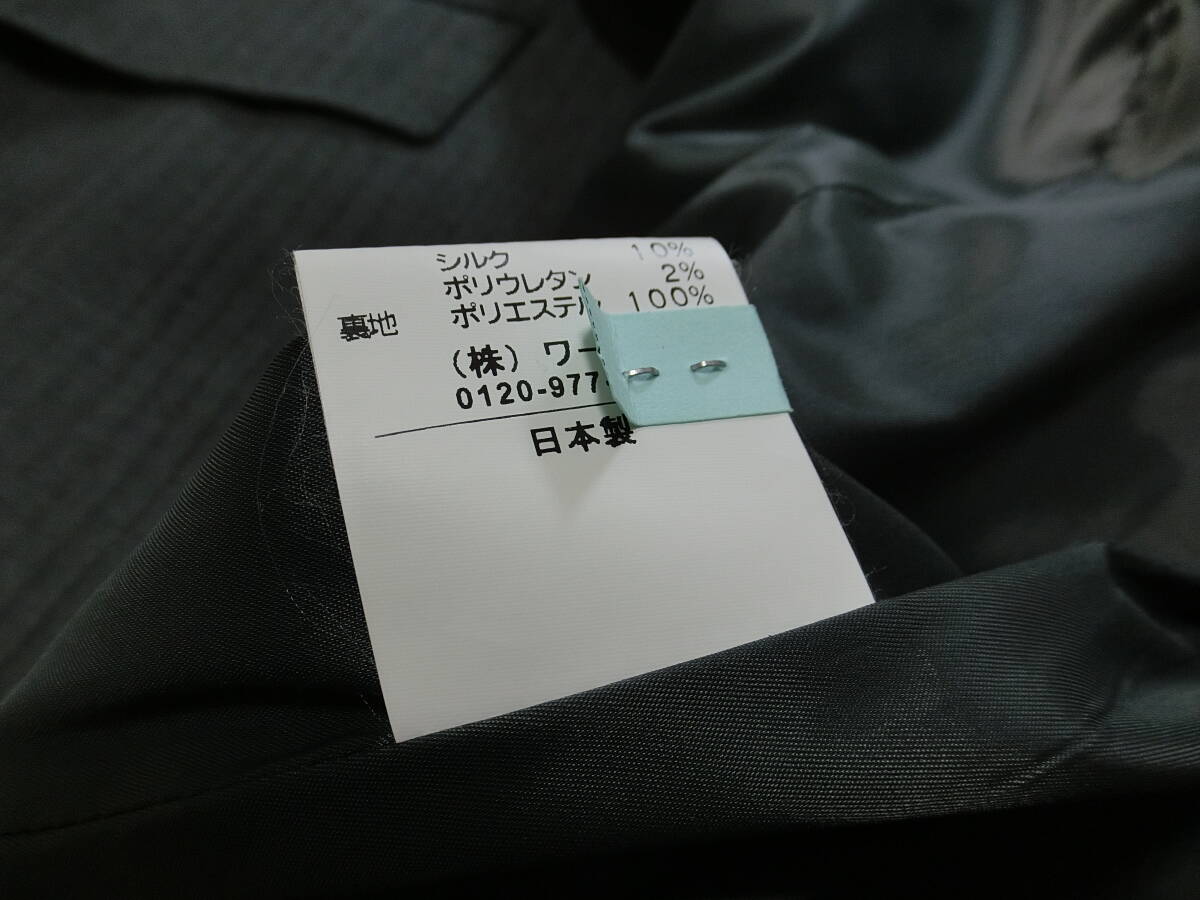 シルク 10%
ポリウレタン 2%
裏地 ポリエステル 100%
(株) ワー
0120-977-
日本製